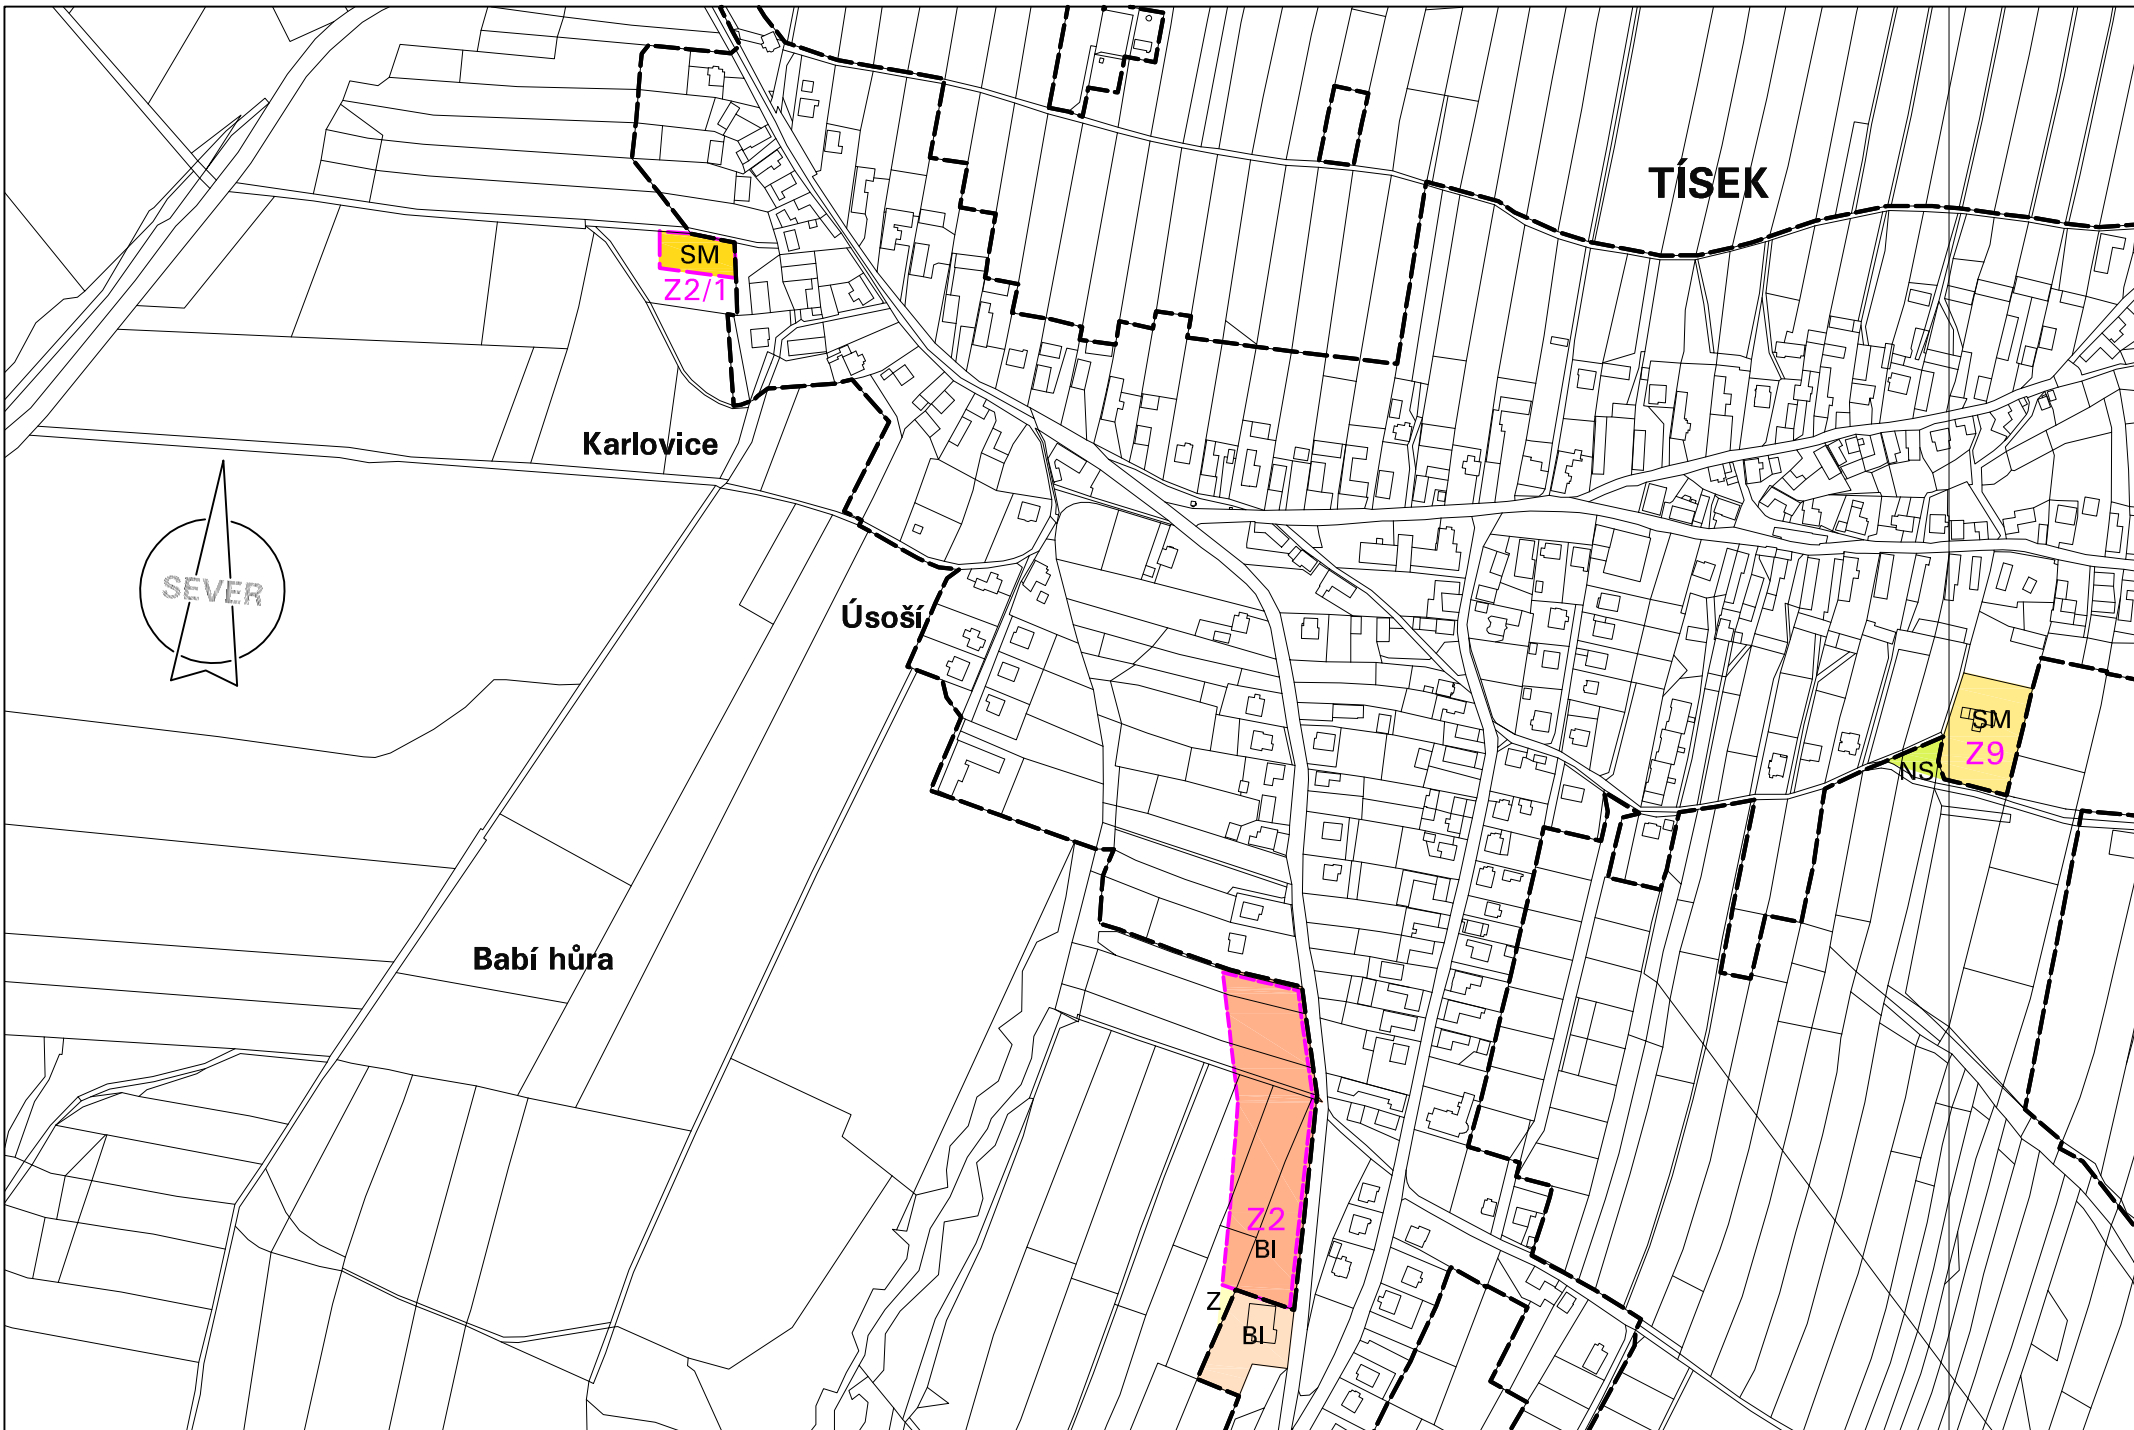 TÍSEK
SM
Z2/1
Karlovice
SEVER
Úsoší
SM
Z9
NS
Babí hůra
Z2
BI
Z
BI